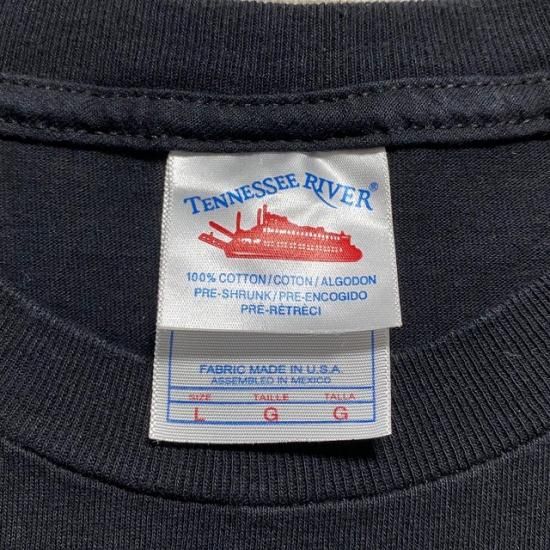 TENNESSEE RIVER®
100% COTTON/COTON/ALGODON
PRE-SHRUNK/PRE-ENCOGIDO
PRÉ-RÉTRÉCI
FABRIC MADE IN U.S.A
ASSEMBLED IN MEXICO
SIZE TAILLE TALLA
L G G